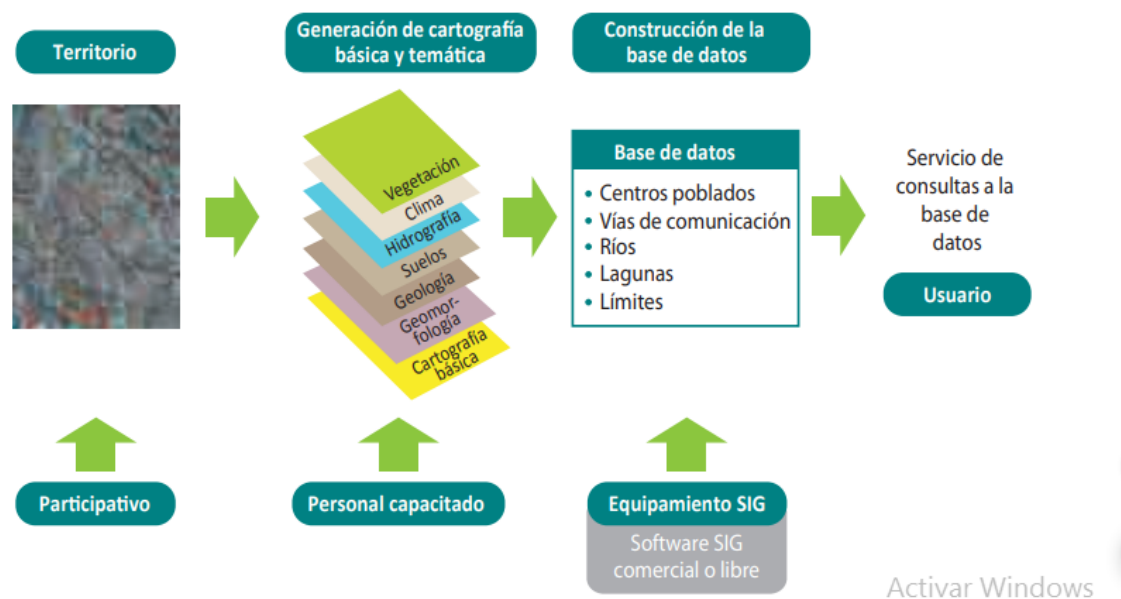 Territorio
Generación de cartografía
básica y temática
Construcción de la
base de datos
Vegetación
Clima
Hidrografía
Suelos
Geología
Geomor-
fología
Cartografía
básica
Base de datos
• Centros poblados
• Vías de comunicación
• Ríos
• Lagunas
• Límites
Servicio de
consultas a la
base de
datos
Usuario
Participativo
Personal capacitado
Equipamiento SIG
Software SIG
comercial o libre
Activar Windows